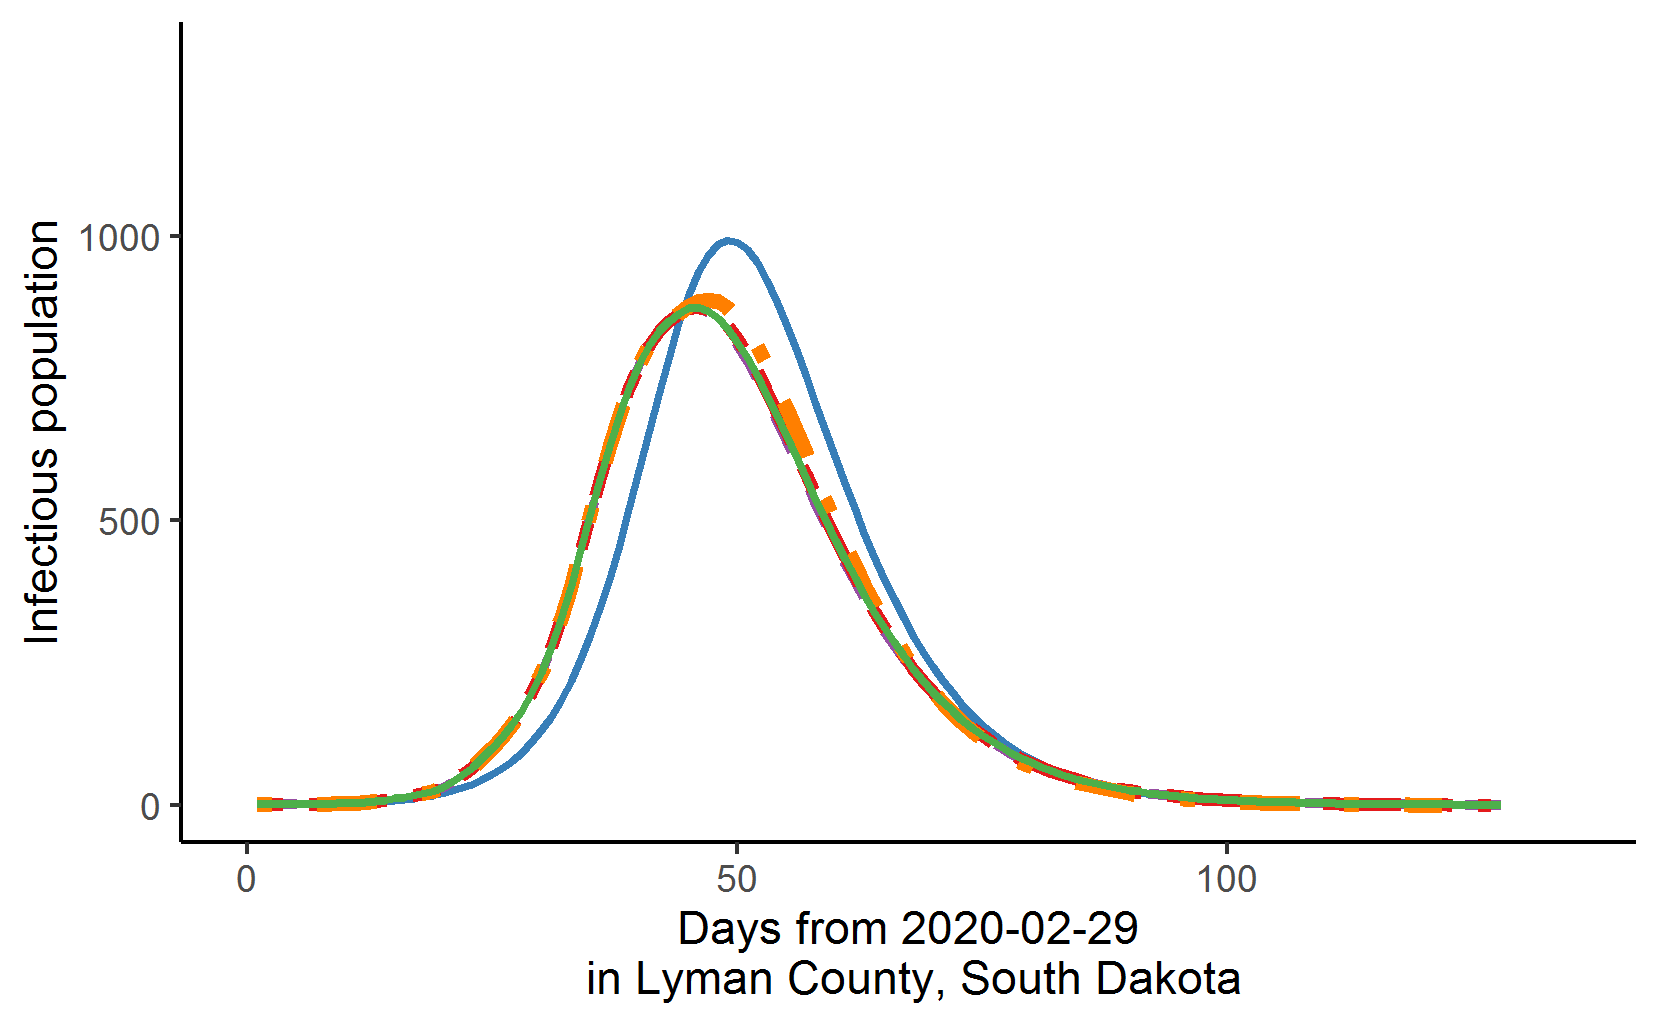 Infectious population
1000
500
0
0
50
100
Days from 2020-02-29
in Lyman County, South Dakota